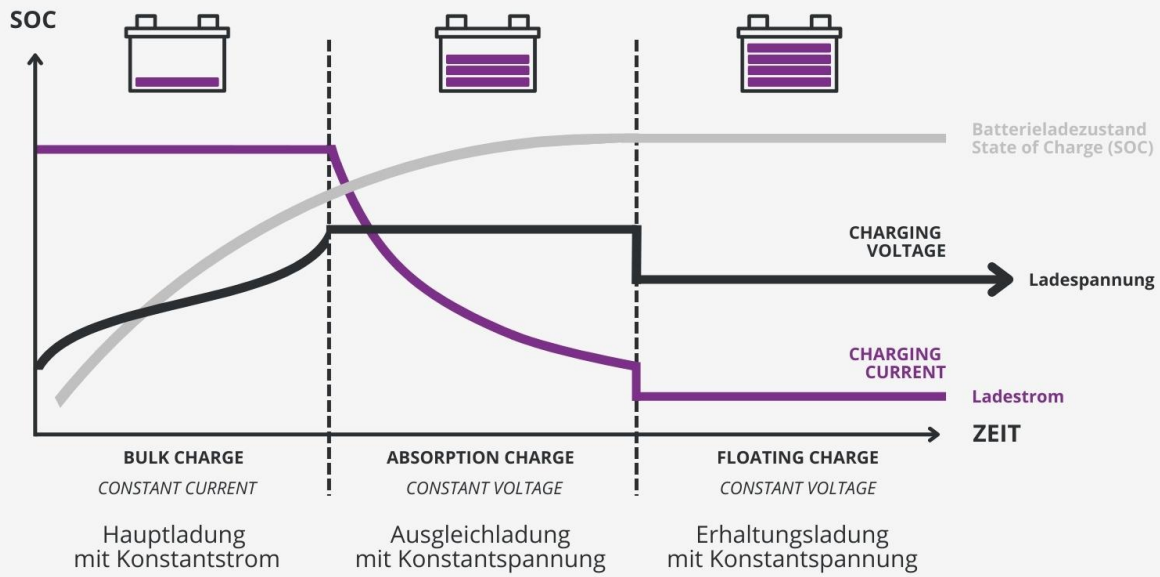 SOC
Batterieladezustand
State of Charge (SOC)
CHARGING
VOLTAGE
Ladespannung
CHARGING
CURRENT
Ladestrom
ZEIT
BULK CHARGE
CONSTANT CURRENT
Hauptladung
mit Konstantstrom
ABSORPTION CHARGE
CONSTANT VOLTAGE
Ausgleichladung
mit Konstantspannung
FLOATING CHARGE
CONSTANT VOLTAGE
Erhaltungsladung
mit Konstantspannung